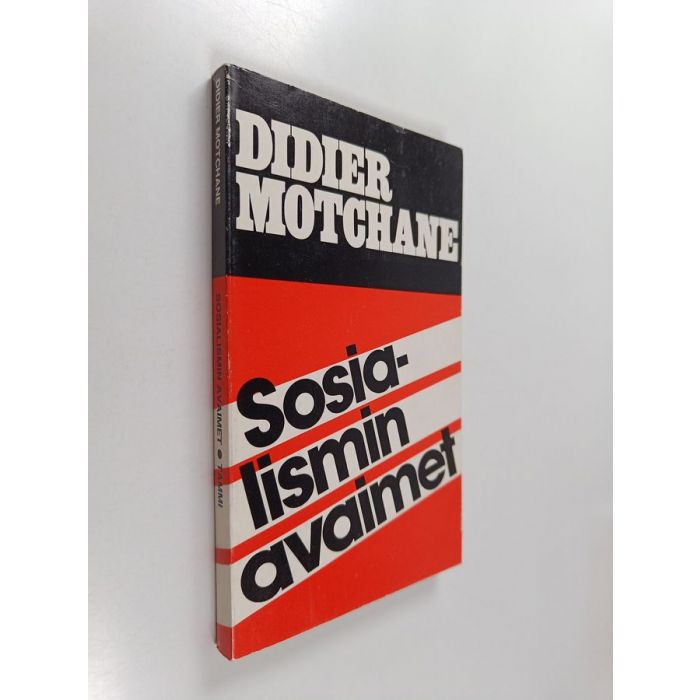 DIDIER
MOTCHANE
Sosia-
lismin
avaimet
DIDIER MOTCHANE
SOSIALISMIN AVAIMET ● TAMMI